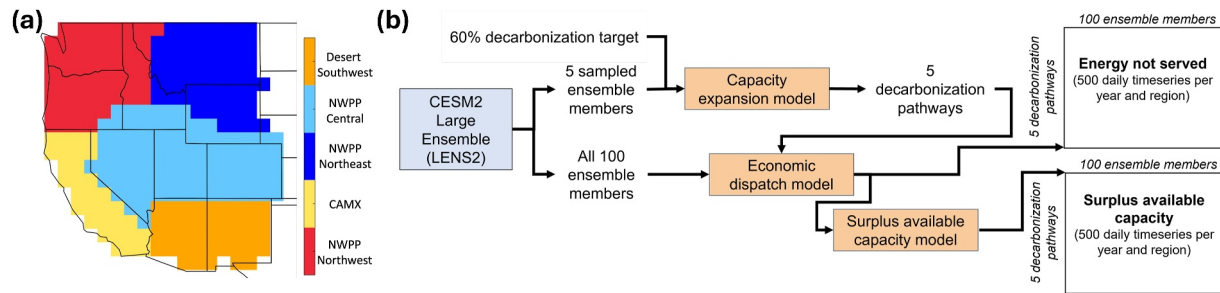 (a)
Desert
Southwest
NWPP
Central
NWPP
Northeast
CAMX
NWPP
Northwest
(b)
60% decarbonization target
CESM2
Large
Ensemble
(LENS2)
5 sampled
ensemble
members
All 100
ensemble
members
Capacity
expansion model
5
decarbonization
pathways
Economic
dispatch model
Surplus available
capacity model
100 ensemble members
5 decarbonization
pathways
Energy not served
(500 daily timeseries per
year and region)
100 ensemble members
5 decarbonization
pathways
Surplus available
capacity
(500 daily timeseries per
year and region)